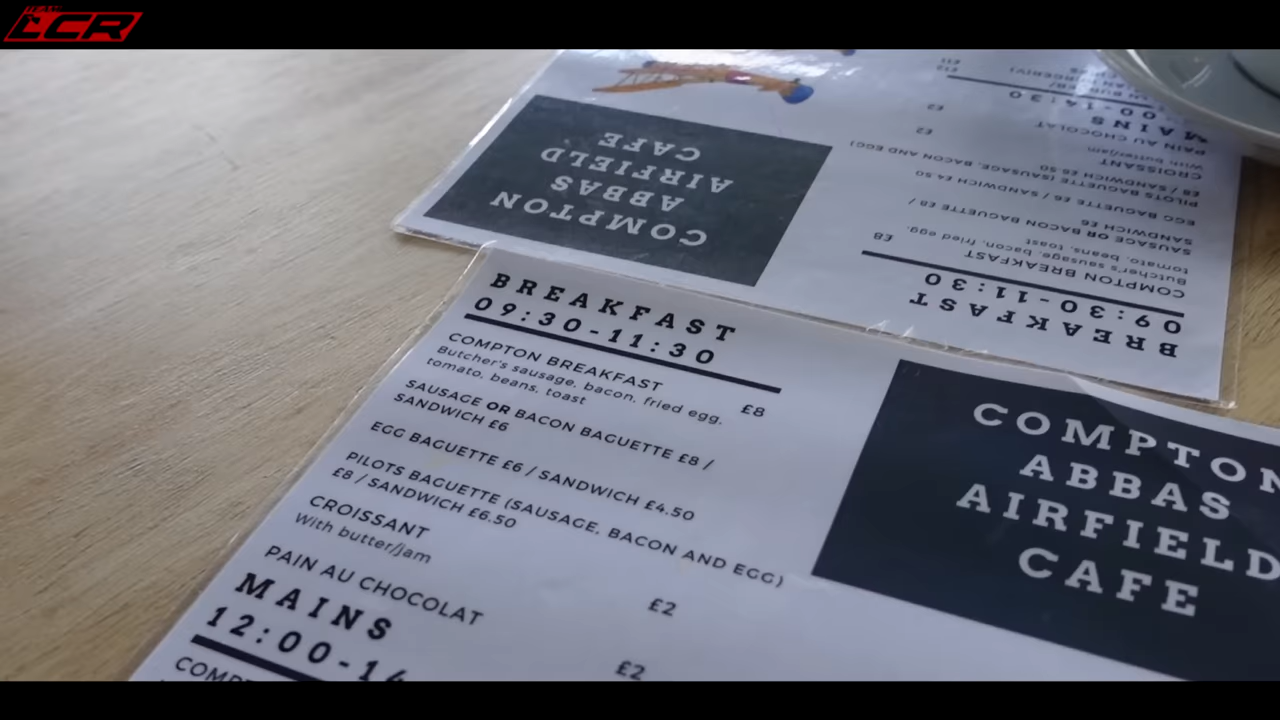 LCR
COMPTON
ABBAS
AIRFIELD
CAFE
BREAKFAST
09:30-11:30
COMPTON BREAKFAST
£8
Butcher's sausage, bacon, fried egg,
tomato, beans, toast
SAUSAGE OR BACON BAGUETTE £8 /
SANDWICH £6
EGG BAGUETTE £6 / SANDWICH £4.50
PILOTS BAGUETTE (SAUSAGE, BACON AND EGG)
£8 / SANDWICH £6.50
CROISSANT
£2
With butter/jam
PAIN AU CHOCOLAT
£2
MAINS
BREAKFAST
09:30-11:30
COMPTON BREAKFAST
Butcher's sausage, bacon, fried egg,
£8
tomato, beans, toast
SAUSAGE OR BACON BAGUETTE £8 /
SANDWICH £6
EGG BAGUETTE £6 / SANDWICH £4.50
PILOTS BAGUETTE (SAUSAGE, BACON AND EGG)
£8 / SANDWICH £6.50
CROISSANT
£2
With butter/jam
PAIN AU CHOCOLAT
£2
MAINS
12:00-14
COMPTON
ABBAS
AIRFIELD
CAFE